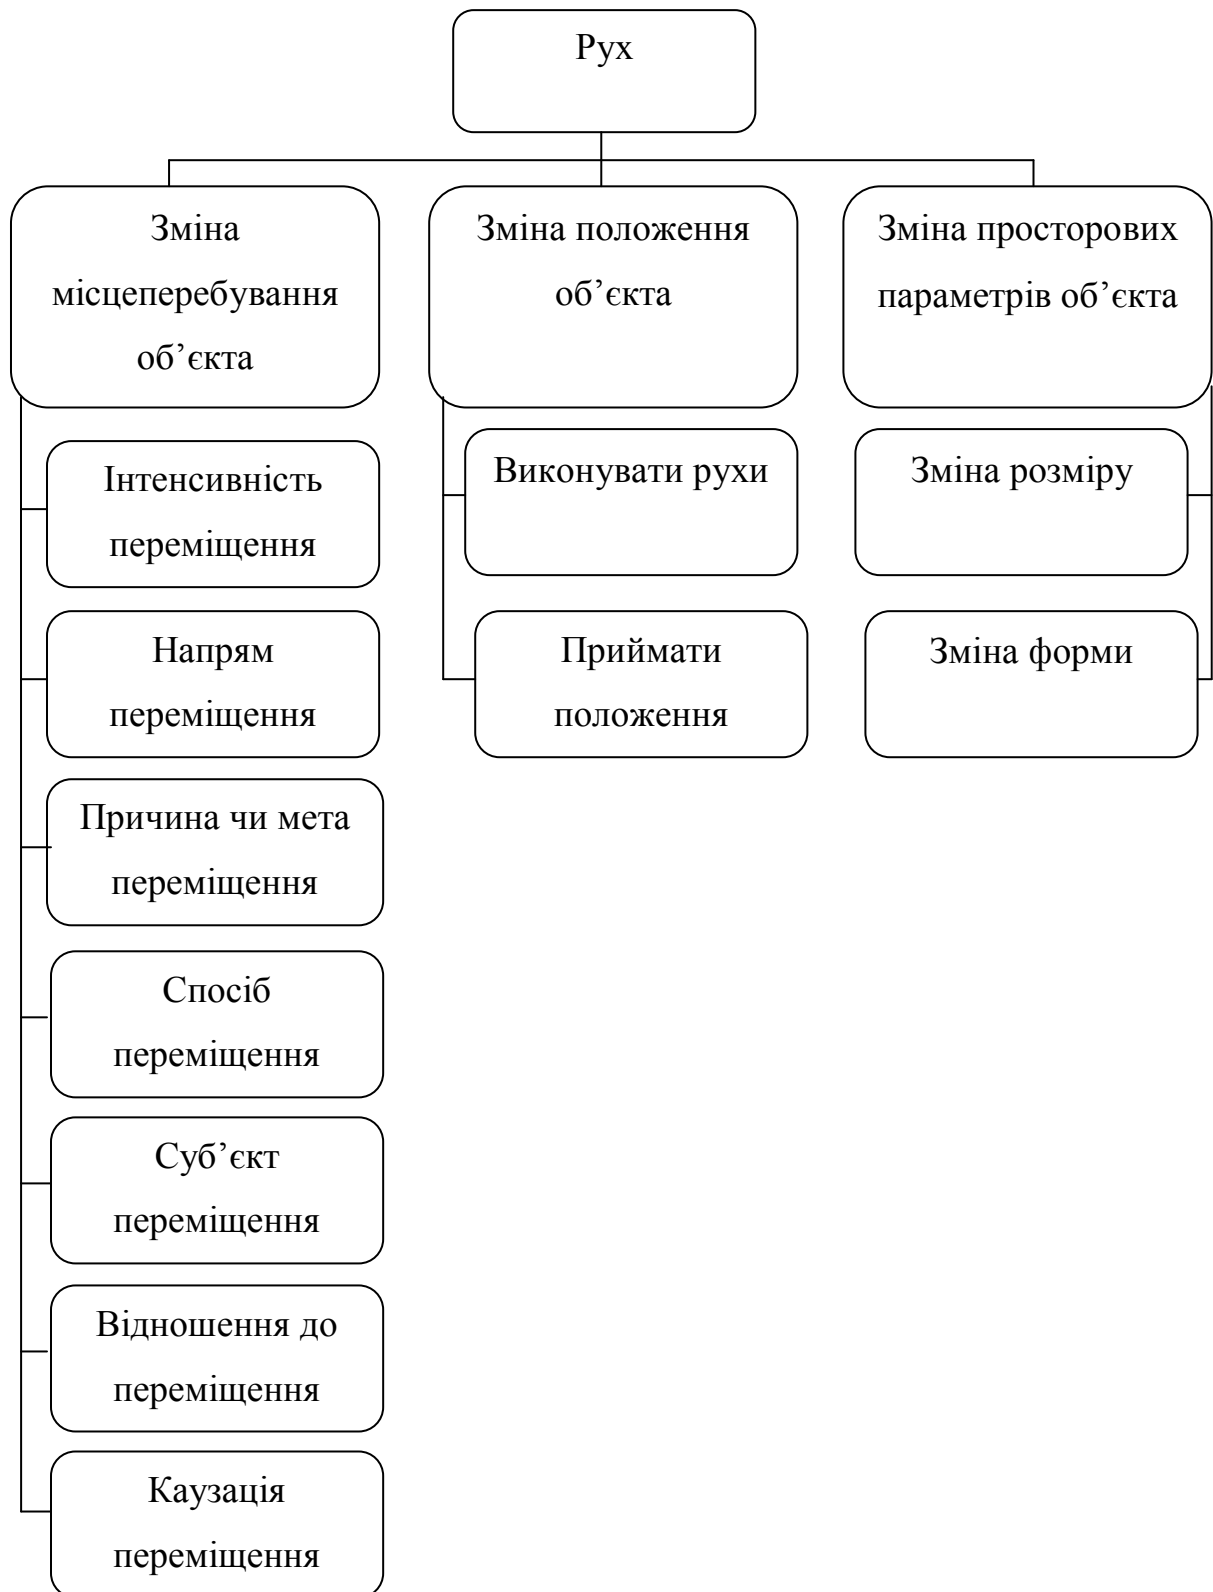 Рух
Зміна
місцеперебування
об’єкта
Зміна положення
об’єкта
Зміна просторових
параметрів об’єкта
Інтенсивність
переміщення
Напрям
переміщення
Причина чи мета
переміщення
Спосіб
переміщення
Суб’єкт
переміщення
Відношення до
переміщення
Каузація
переміщення
Виконувати рухи
Приймати
положення
Зміна розміру
Зміна форми